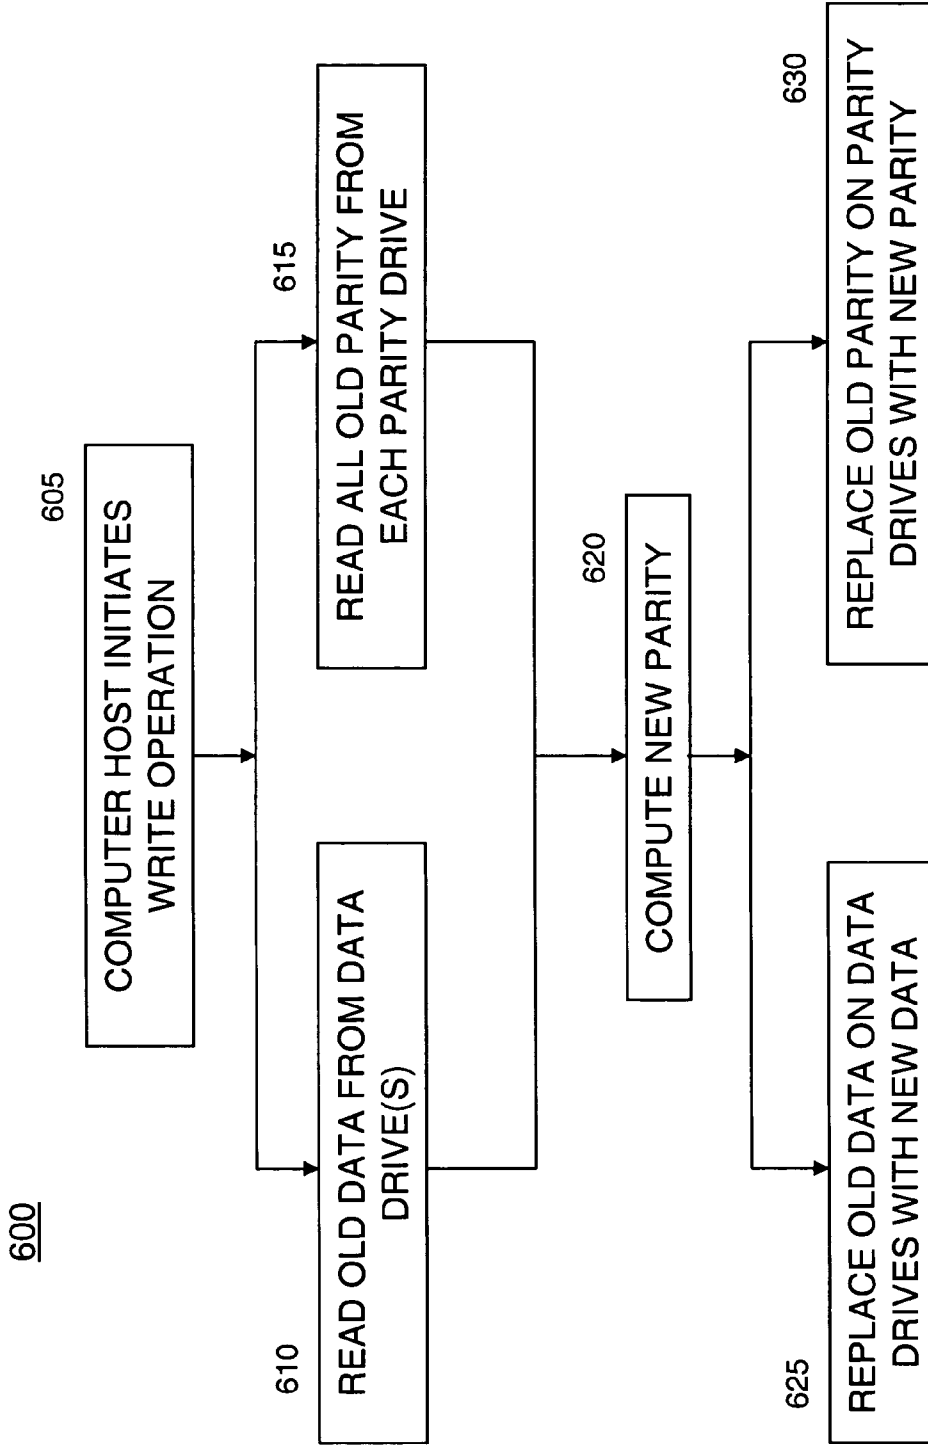 600
605
COMPUTER HOST INITIATES
WRITE OPERATION
610
READ OLD DATA FROM DATA
DRIVE(S)
615
READ ALL OLD PARITY FROM
EACH PARITY DRIVE
620
COMPUTE NEW PARITY
625
REPLACE OLD DATA ON DATA
DRIVES WITH NEW DATA
630
REPLACE OLD PARITY ON PARITY
DRIVES WITH NEW PARITY